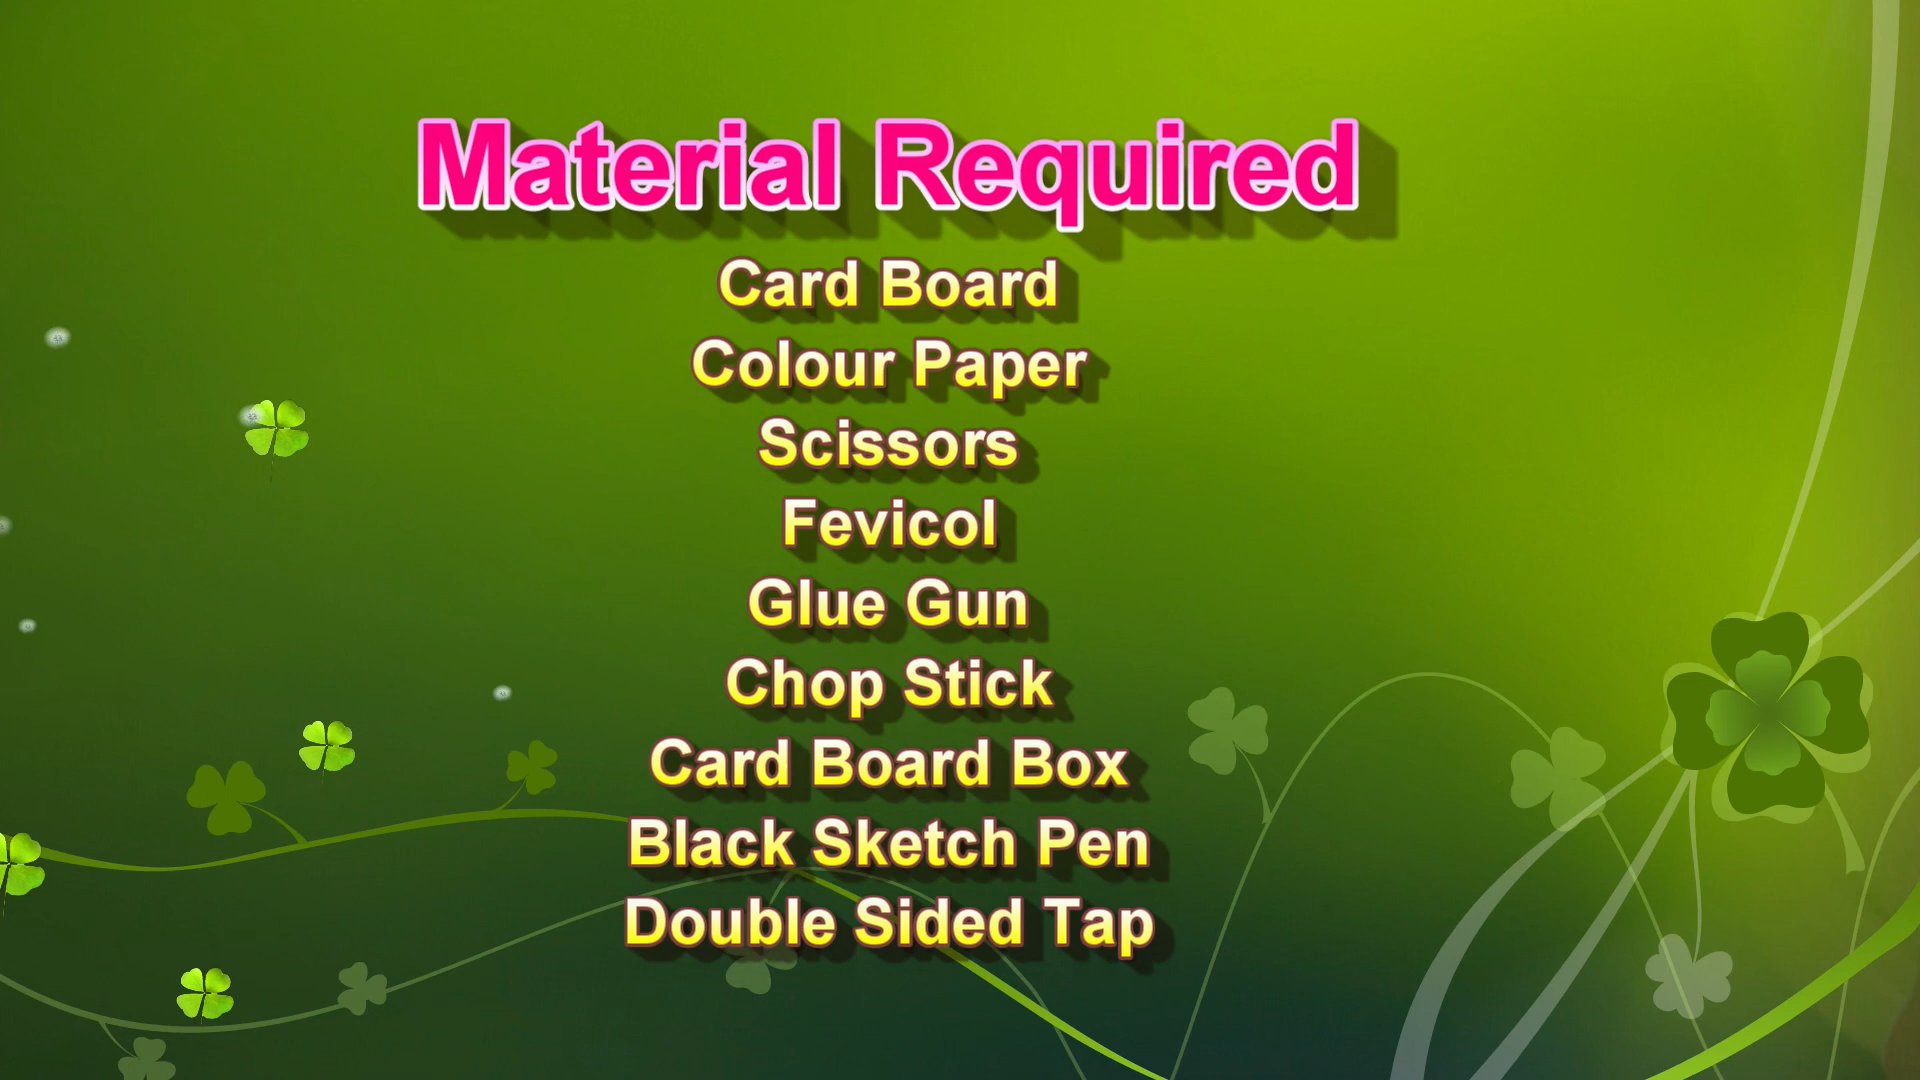 Material Required
Card Board
Colour Paper
Scissors
Fevicol
Glue Gun
Chop Stick
Card Board Box
Black Sketch Pen
Double Sided Tap